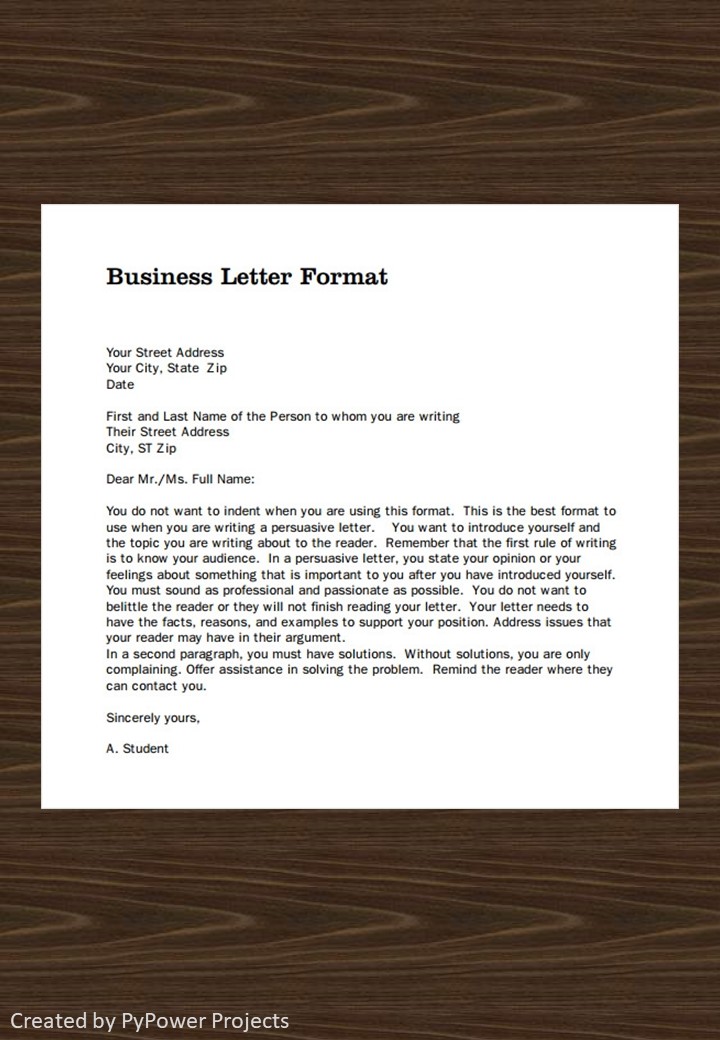 Business Letter Format
Your Street Address
Your City, State  Zip
Date
First and Last Name of the Person to whom you are writing
Their Street Address
City, ST Zip
Dear Mr./Ms. Full Name:
You do not want to indent when you are using this format.  This is the best format to
use when you are writing a persuasive letter.    You want to introduce yourself and
the topic you are writing about to the reader.  Remember that the first rule of writing
is to know your audience.  In a persuasive letter, you state your opinion or your
feelings about something that is important to you after you have introduced yourself.
You must sound as professional and passionate as possible.  You do not want to
belittle the reader or they will not finish reading your letter.  Your letter needs to
have the facts, reasons, and examples to support your position. Address issues that
your reader may have in their argument.
In a second paragraph, you must have solutions.  Without solutions, you are only
complaining. Offer assistance in solving the problem.  Remind the reader where they
can contact you.
Sincerely yours,
A. Student
Created by PyPower Projects